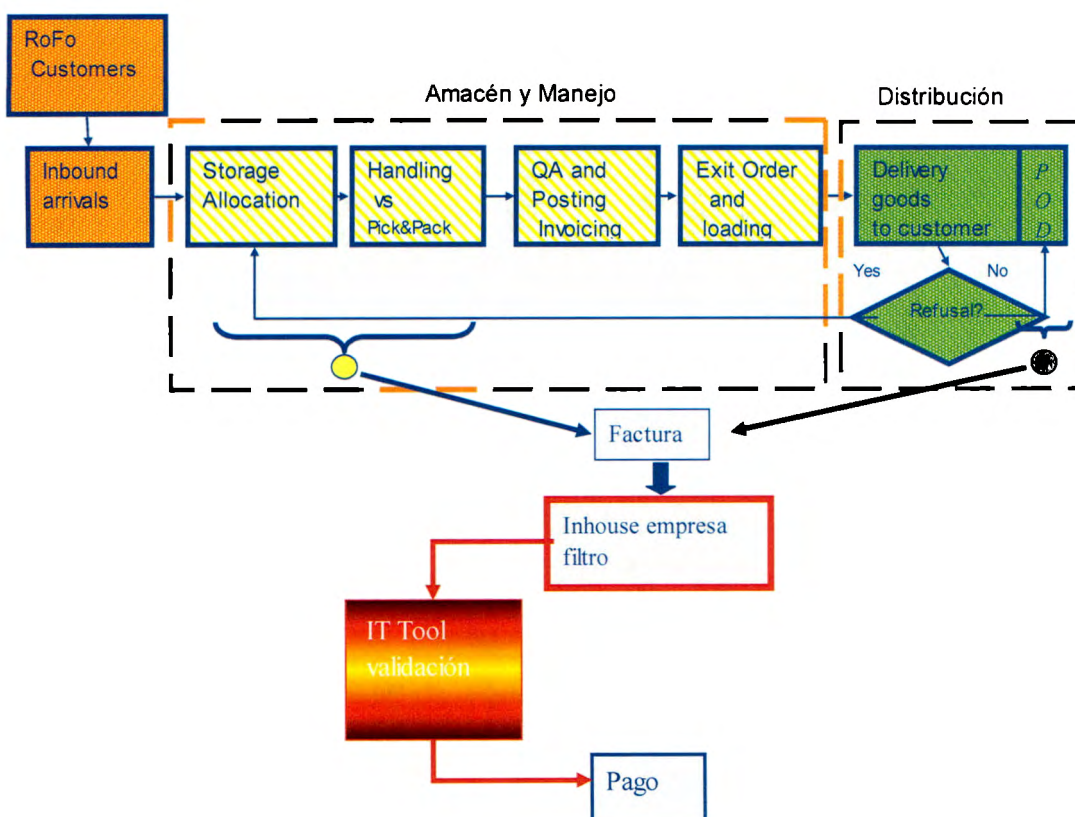 RoFo
Customers
Amacén y Manejo
Distribución
Inbound
arrivals
Storage
Allocation
Handling
vs
Pick&Pack
QA and
Posting
Invoicing
Exit Order
and
loading
Delivery
goods
to customer
P
O
D
Yes
No
Refusal?
Factura
Inhouse empresa
filtro
IT Tool
validación
Pago